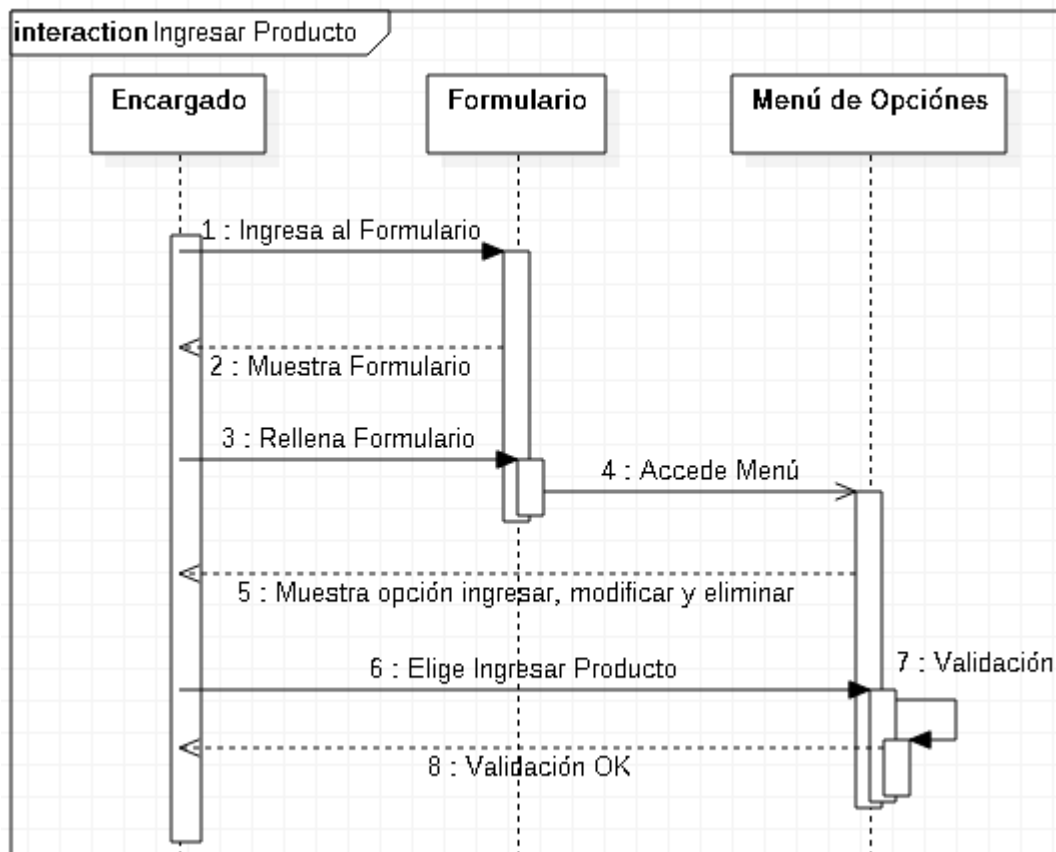 interaction Ingresar Producto
Encargado
Formulario
Menú de Opciónes
1 : Ingresa al Formulario
2 : Muestra Formulario
3 : Rellena Formulario
4 : Accede Menú
5 : Muestra opción ingresar, modificar y eliminar
6 : Elige Ingresar Producto
7 : Validación
8 : Validación OK